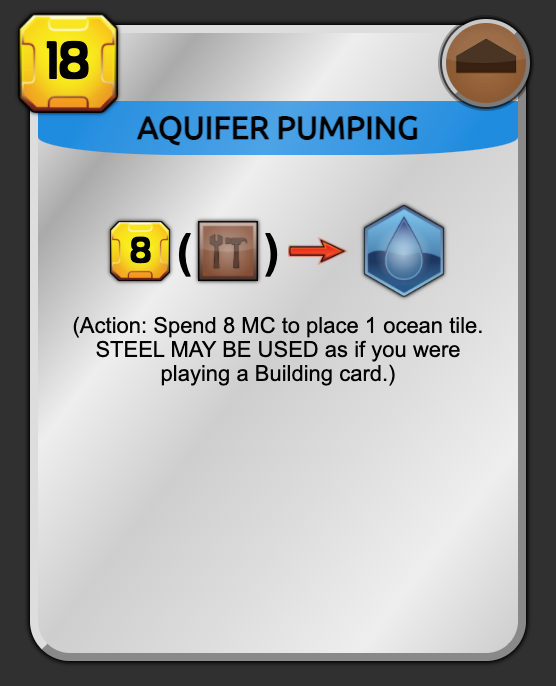 18
AQUIFER PUMPING
8 ( )
(Action: Spend 8 MC to place 1 ocean tile.
STEEL MAY BE USED as if you were
playing a Building card.)